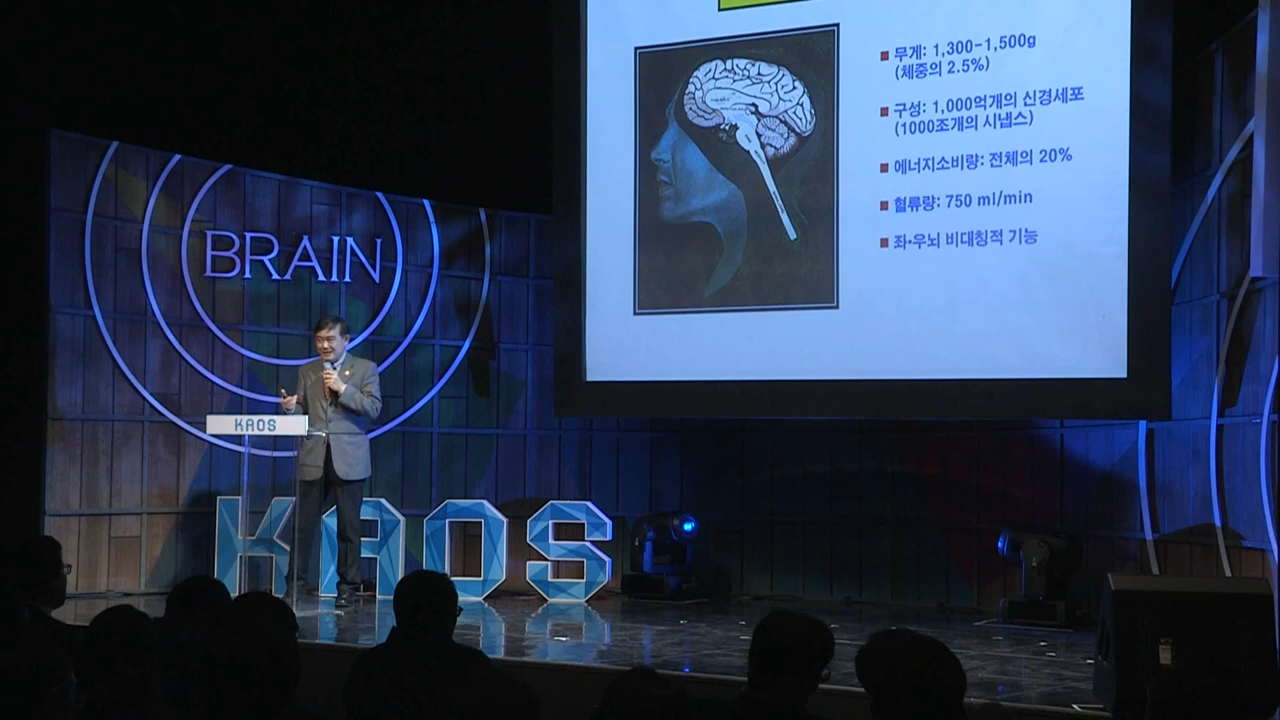 무게: 1,300-1,500g
(체중의 2.5%)
구성: 1,000억개의 신경세포
(1000조개의 시냅스)
에너지소비량: 전체의 20%
혈류량: 750 ml/min
좌·우뇌 비대칭적 기능
BRAIN
KAOS
KAOS